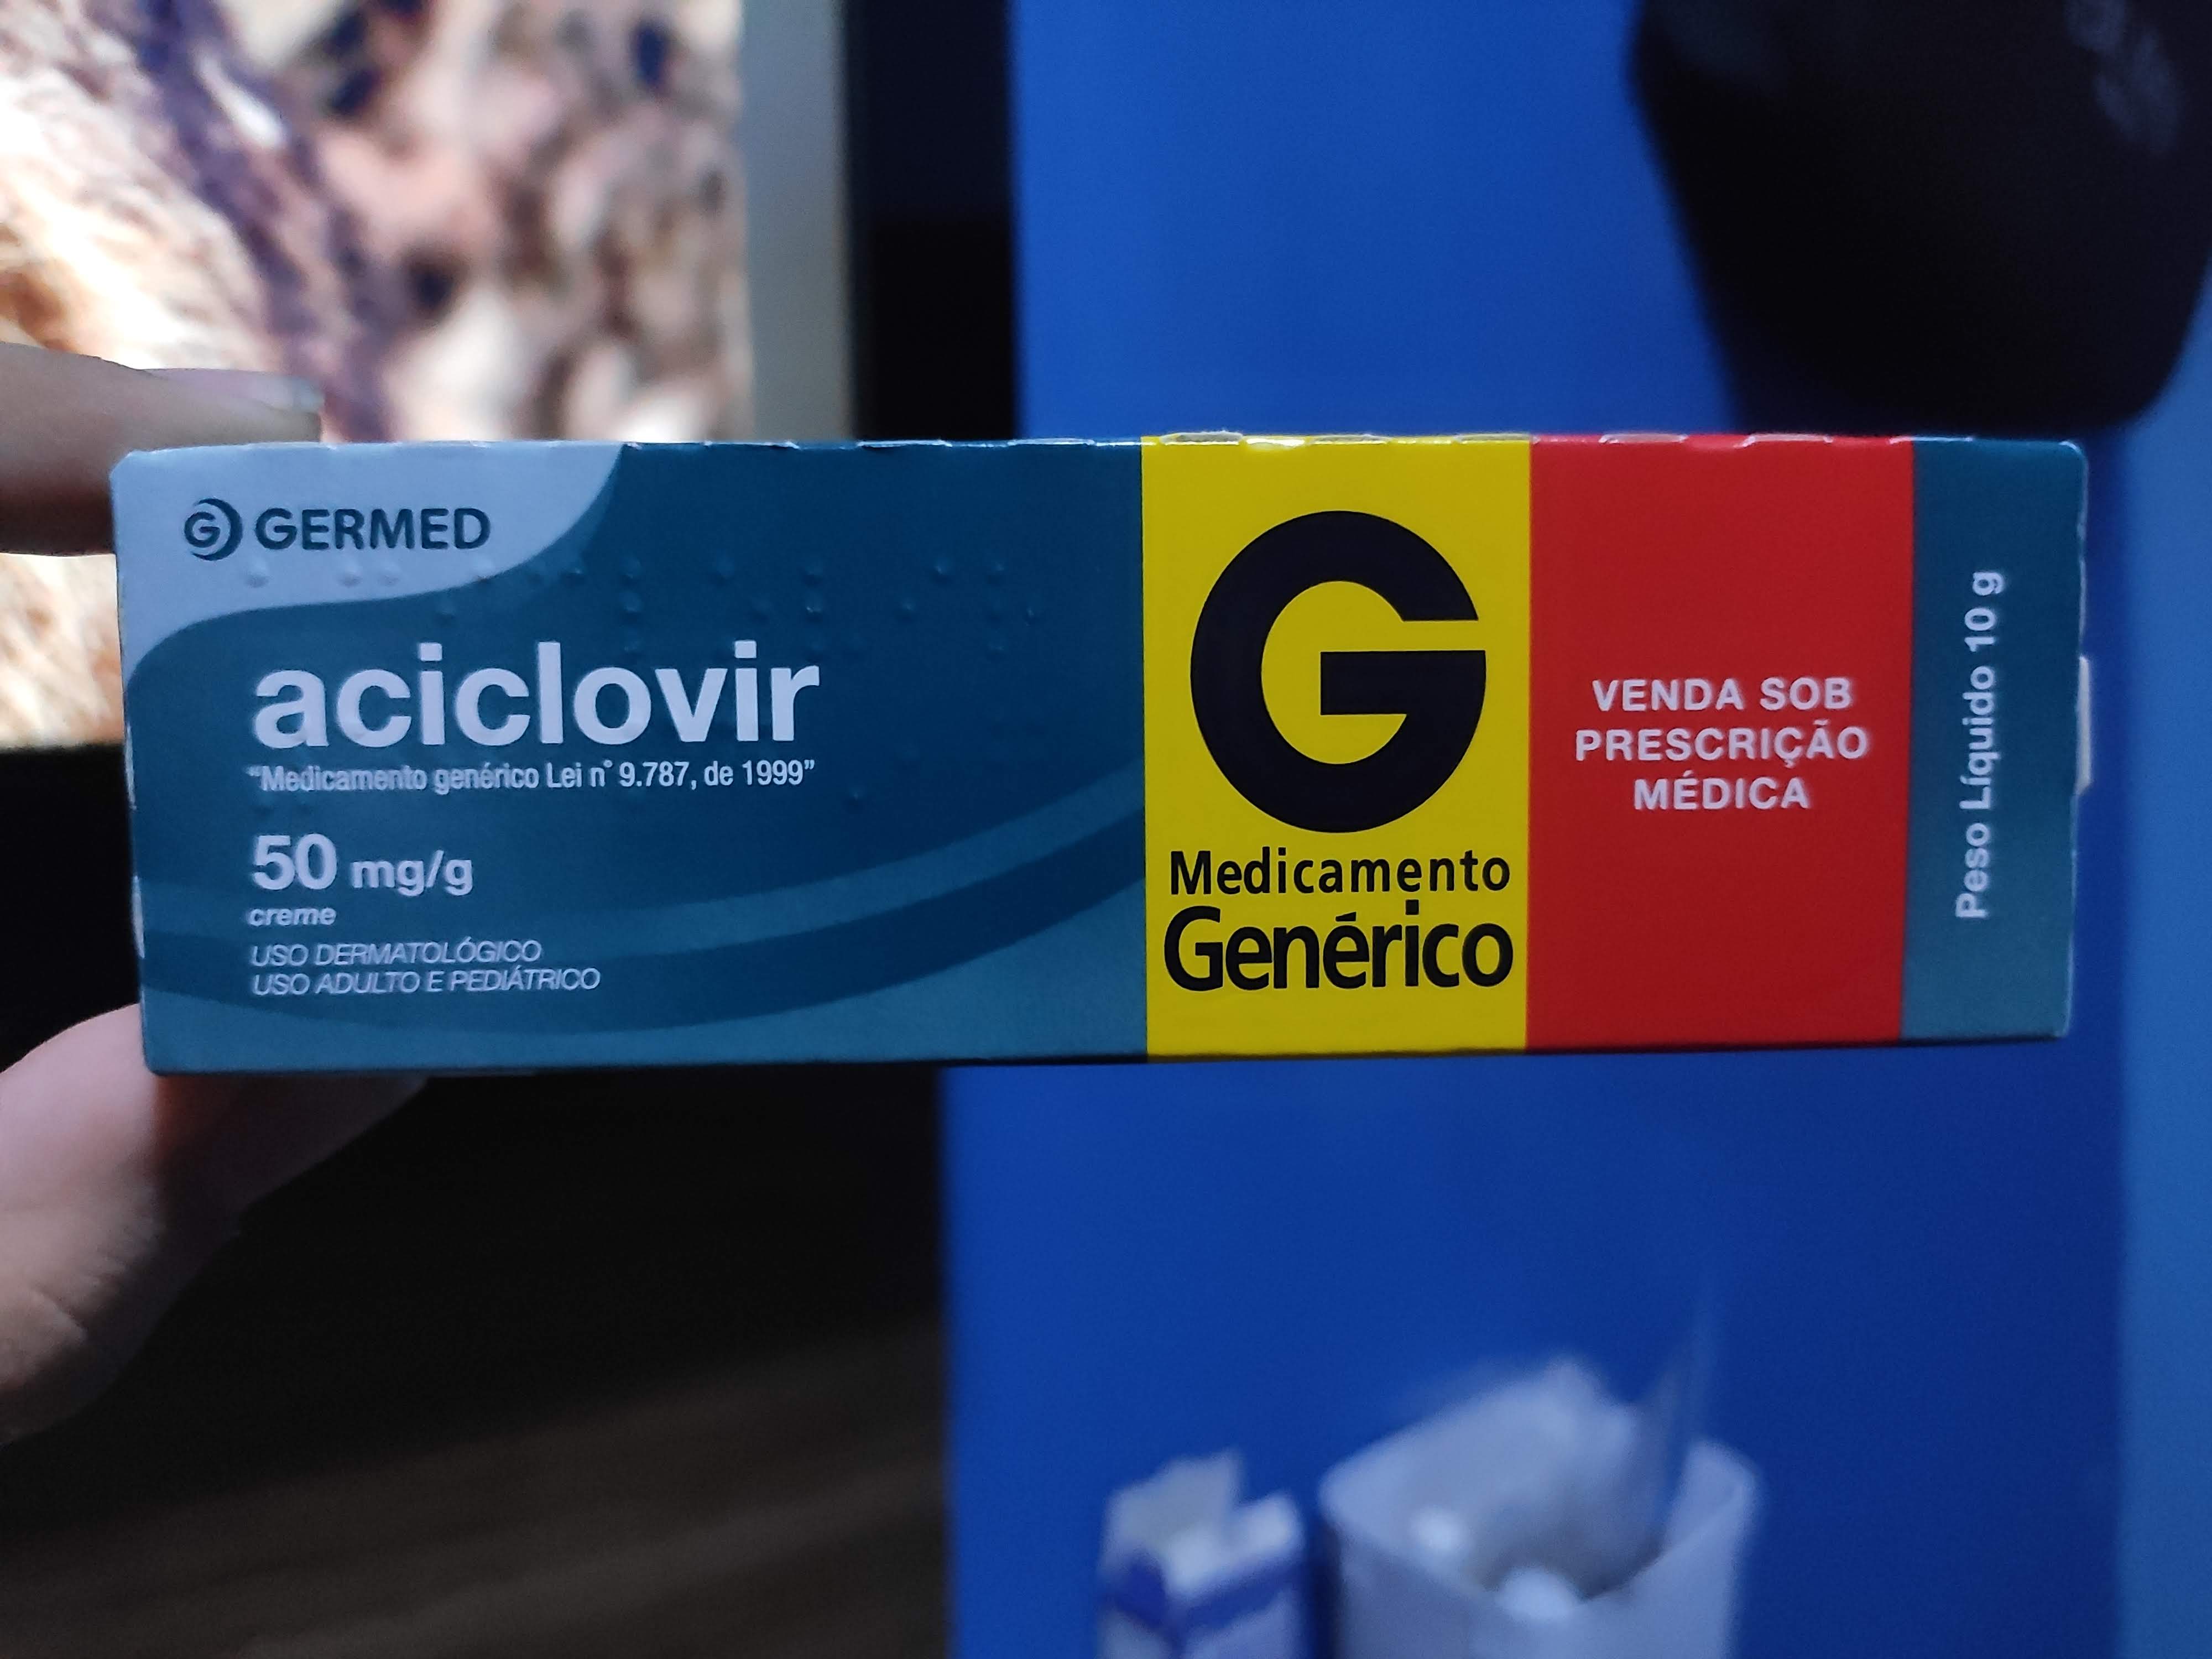 GERMED
aciclovir
"Medicamento genérico Lei n° 9.787, de 1999"
50 mg/g
creme
USO DERMATOLÓGICO
USO ADULTO E PEDIÁTRICO
G
Medicamento
Genérico
VENDA SOB
PRESCRIÇÃO
MÉDICA
Peso Líquido 10 g